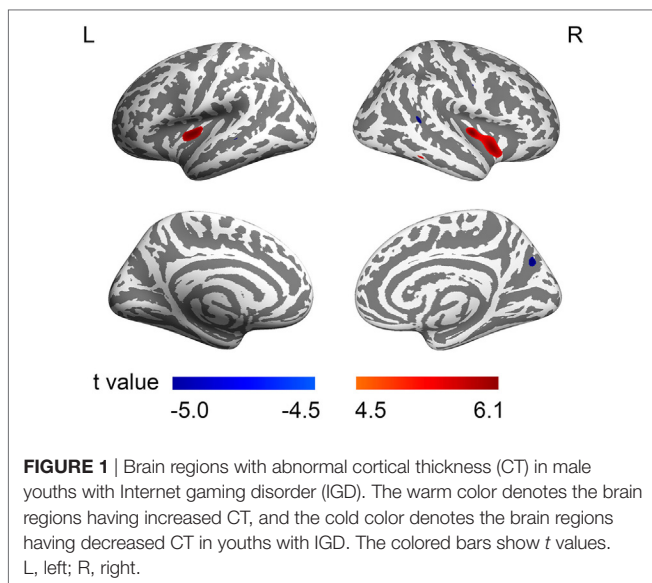 L R
t value
-5.0 -4.5 4.5 6.1
FIGURE 1 | Brain regions with abnormal cortical thickness (CT) in male
youths with Internet gaming disorder (IGD). The warm color denotes the brain
regions having increased CT, and the cold color denotes the brain regions
having decreased CT in youths with IGD. The colored bars show t values.
L, left; R, right.